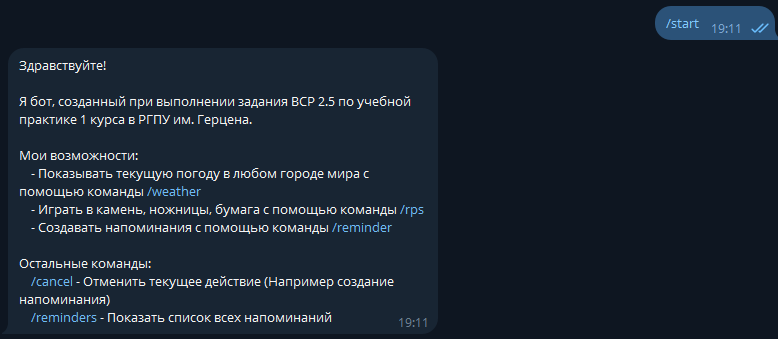 /start 19:11
Здравствуйте!
Я бот, созданный при выполнении задания ВСР 2.5 по учебной
практике 1 курса в РГПУ им. Герцена.
Мои возможности:
- Показывать текущую погоду в любом городе мира с
помощью команды /weather
- Играть в камень, ножницы, бумага с помощью команды /rps
- Создавать напоминания с помощью команды /reminder
Остальные команды:
/cancel - Отменить текущее действие (Например создание
напоминания)
/reminders - Показать список всех напоминаний
19:11